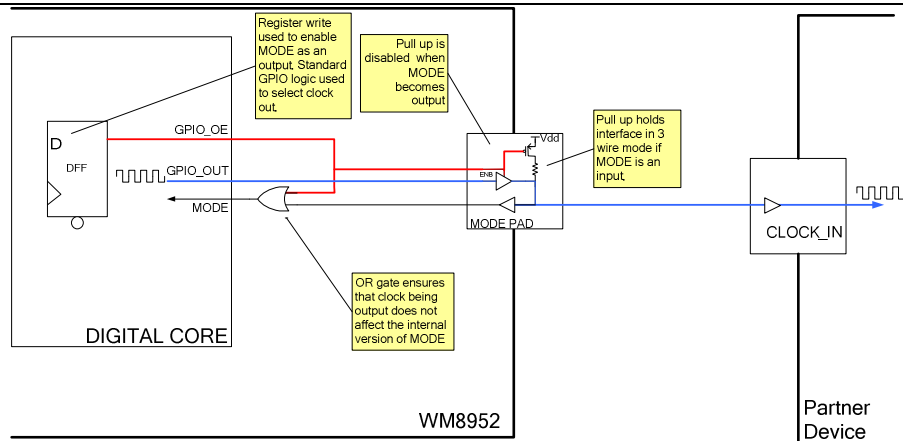 Register write
used to enable
MODE as an
output. Standard
GPIO logic used
to select clock
out.
Pull up is
disabled when
MODE
becomes
output
Pull up holds
interface in 3
wire mode if
MODE is an
input.
D
DFF
GPIO_OE
GPIO_OUT
MODE
Vdd
ENB
MODE PAD
CLOCK_IN
OR gate ensures
that clock being
output does not
affect the internal
version of MODE
DIGITAL CORE
WM8952
Partner
Device